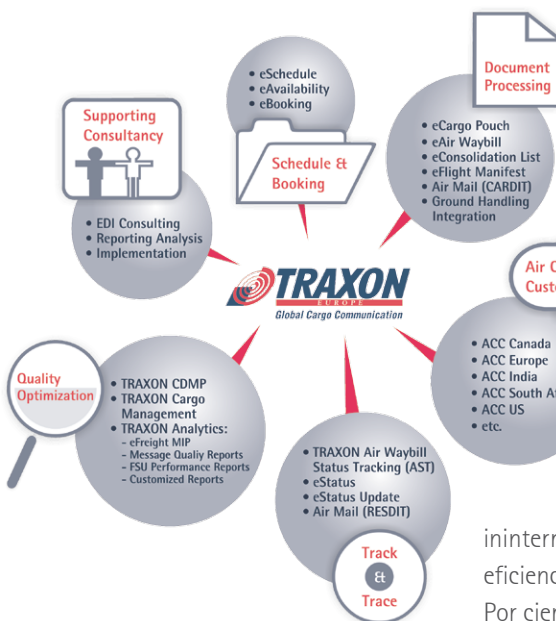 • eSchedule
• eAvailability
• eBooking
Schedule &
Booking
Document
Processing
• eCargo Pouch
• eAir Waybill
• eConsolidation List
• eFlight Manifest
• Air Mail (CARDIT)
• Ground Handling
Integration
Supporting
Consultancy
• EDI Consulting
• Reporting Analysis
• Implementation
TRAXON
EUROPE
Global Cargo Communication
Air C
Custo
• ACC Canada
• ACC Europe
• ACC India
• ACC South Af
• ACC US
• etc.
Quality
Optimization
• TRAXON CDMP
• TRAXON Cargo
Management
• TRAXON Analytics:
- eFreight MIP
- Message Qualiy Reports
- FSU Performance Reports
- Customized Reports
• TRAXON Air Waybill
Status Tracking (AST)
• eStatus
• eStatus Update
• Air Mail (RESDIT)
Track
&
Trace
ininterr
eficienc
Por cier